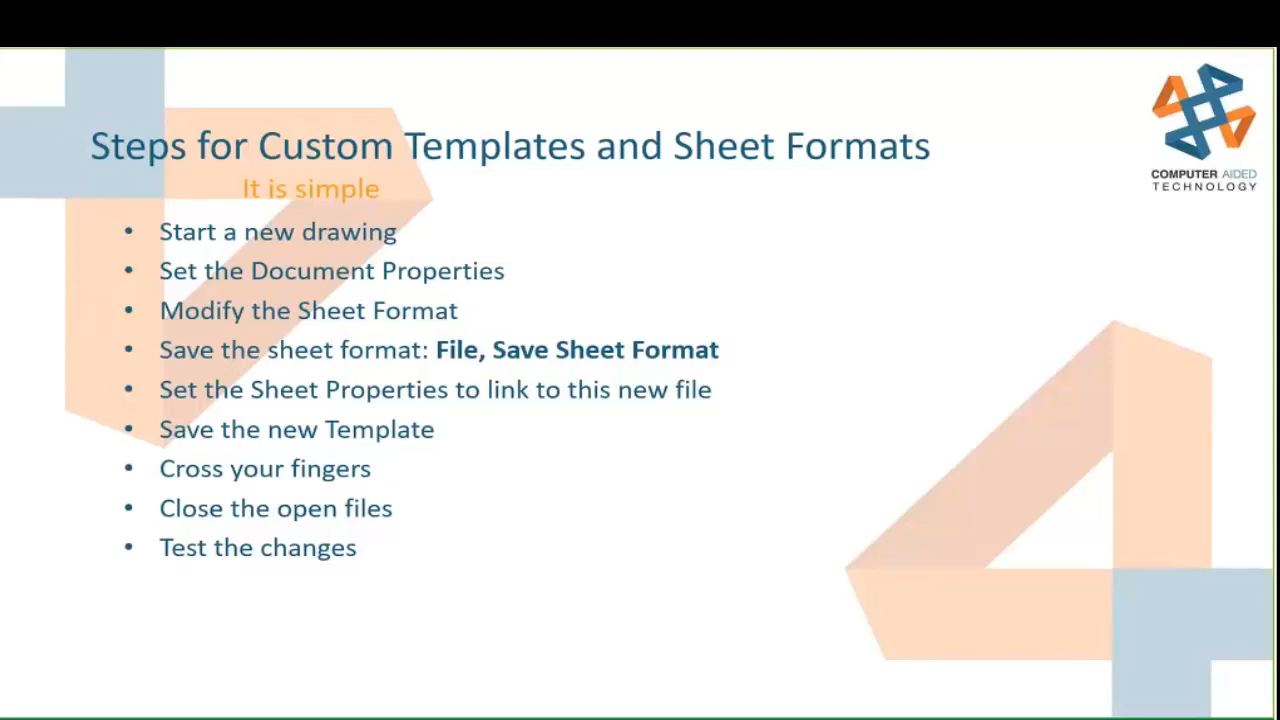 Steps for Custom Templates and Sheet Formats
It is simple
• Start a new drawing
• Set the Document Properties
• Modify the Sheet Format
• Save the sheet format: File, Save Sheet Format
• Set the Sheet Properties to link to this new file
• Save the new Template
• Cross your fingers
• Close the open files
• Test the changes
COMPUTER AIDED
TECHNOLOGY